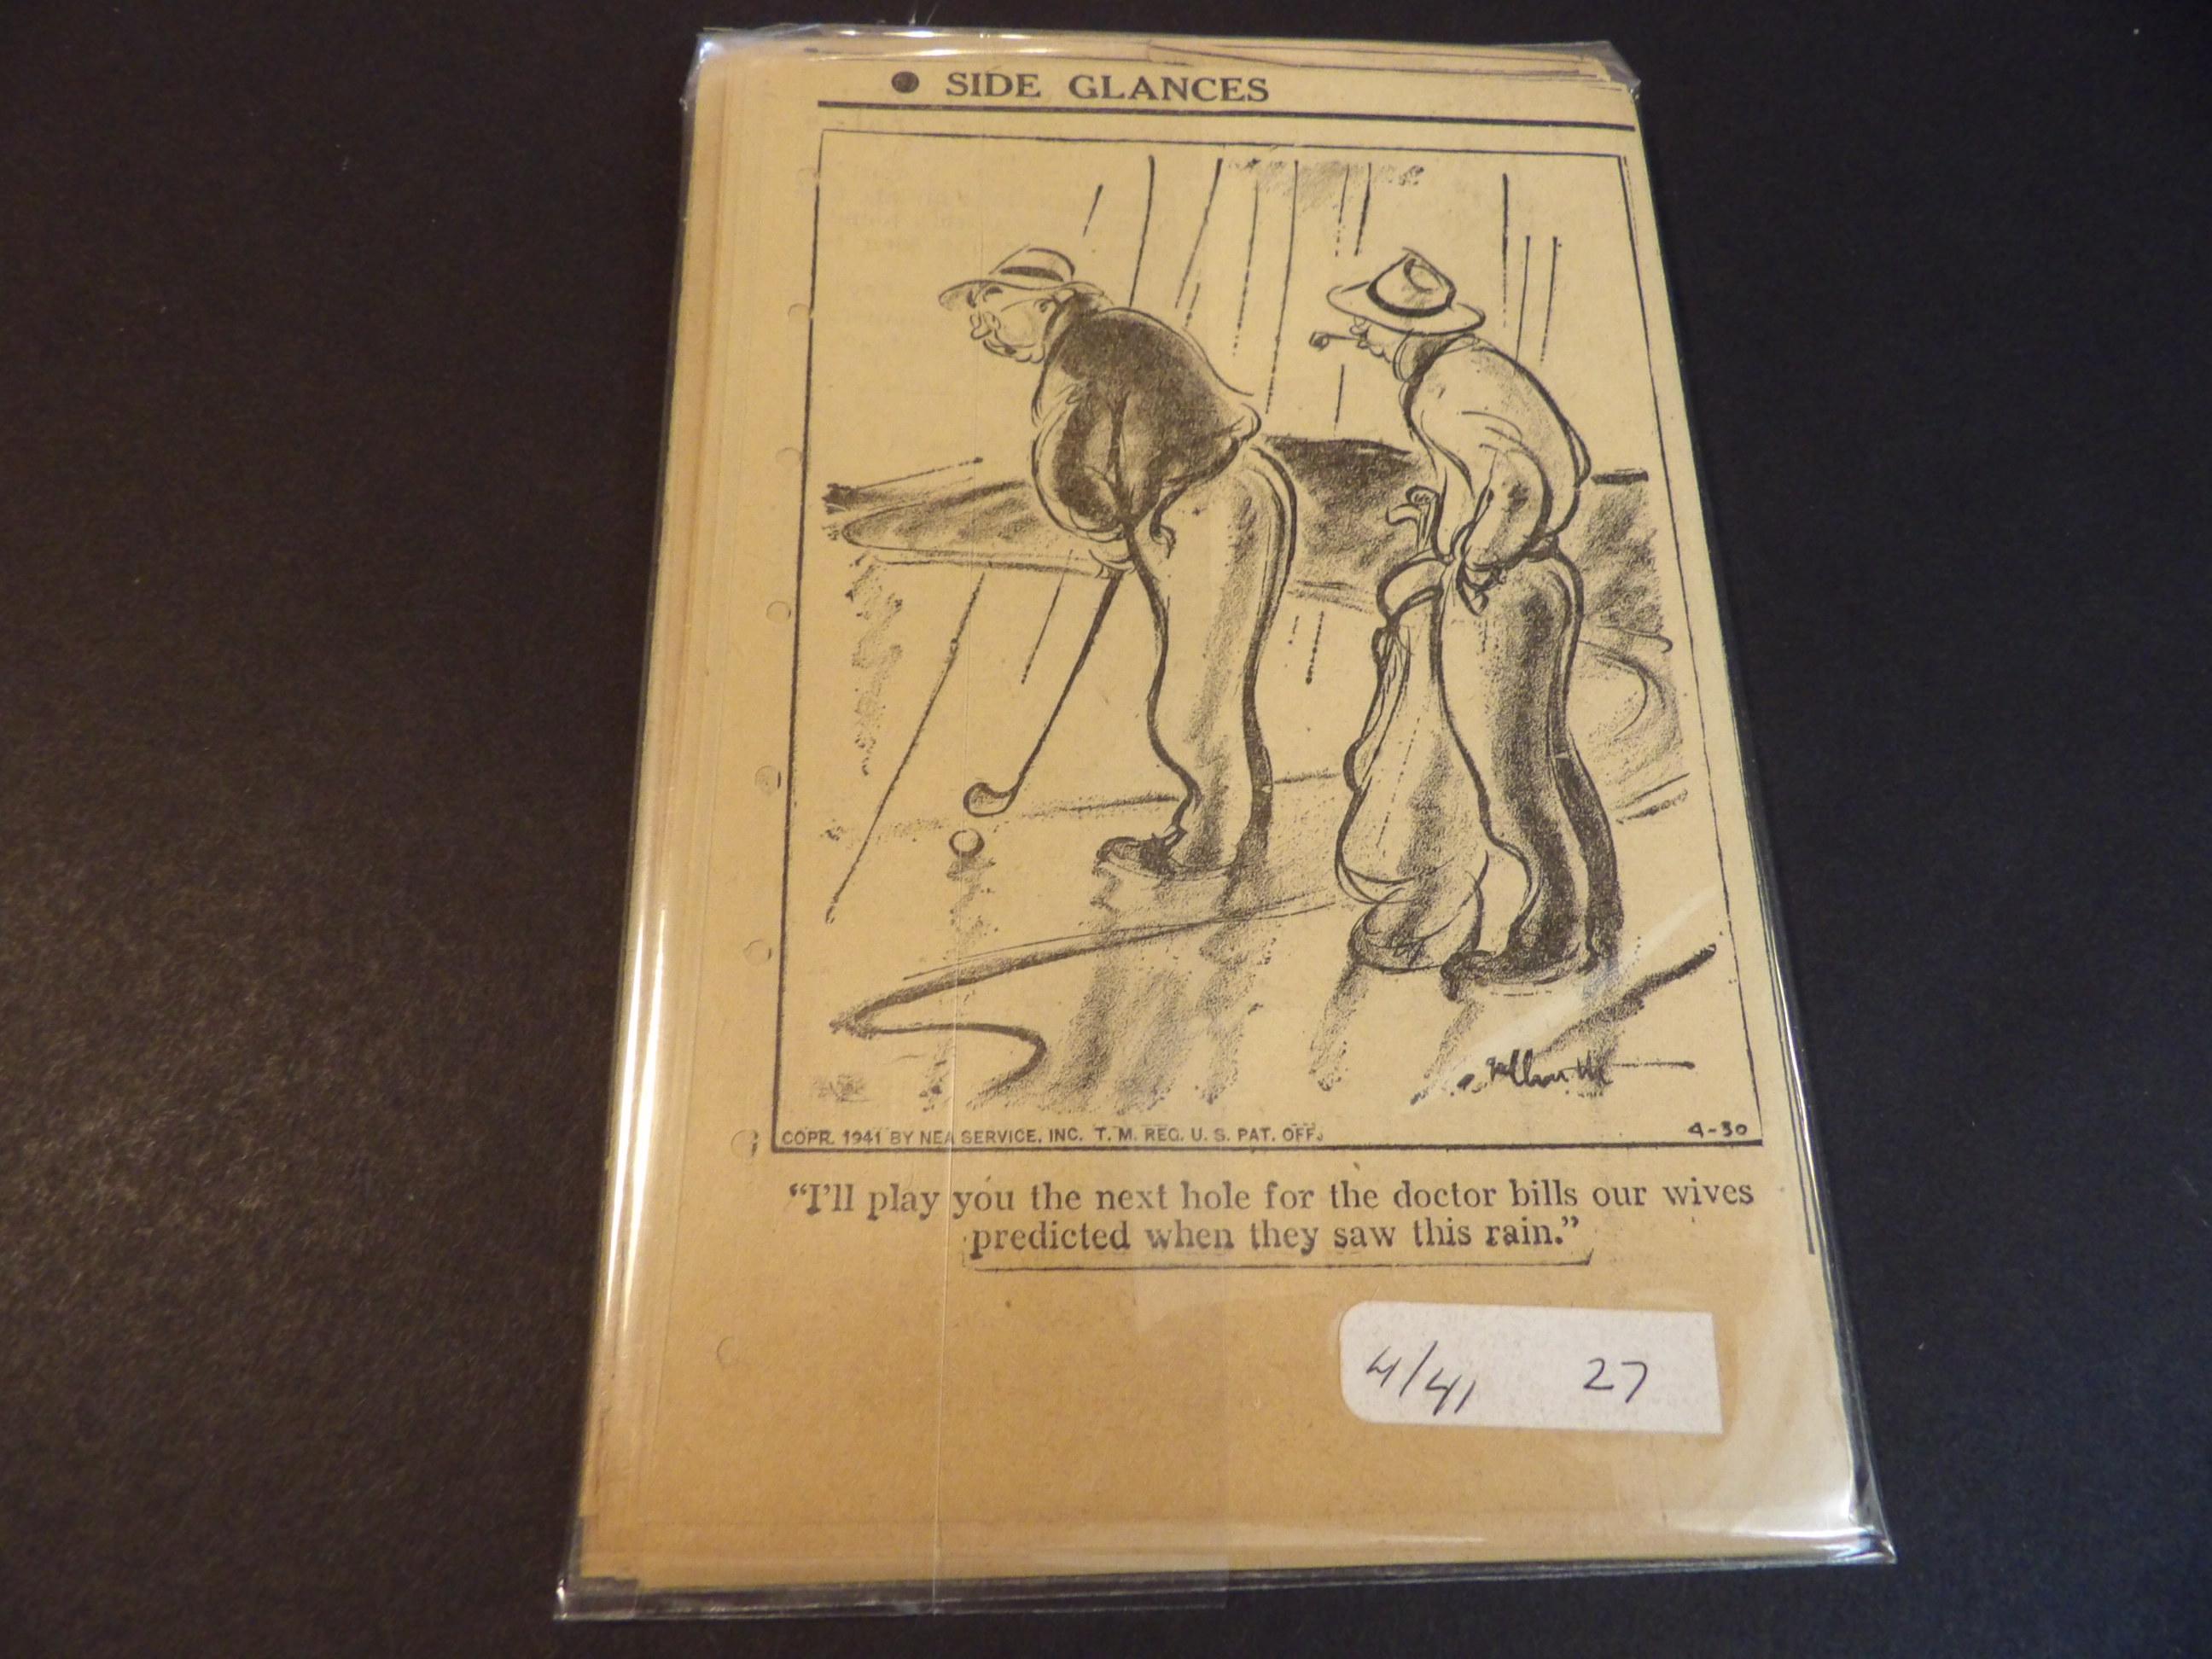 ● SIDE GLANCES
Galbraith
COPR. 1941 BY NEA SERVICE, INC. T. M. REG. U. S. PAT. OFF.
4-30
“I’ll play you the next hole for the doctor bills our wives
predicted when they saw this rain.”
4/41 27